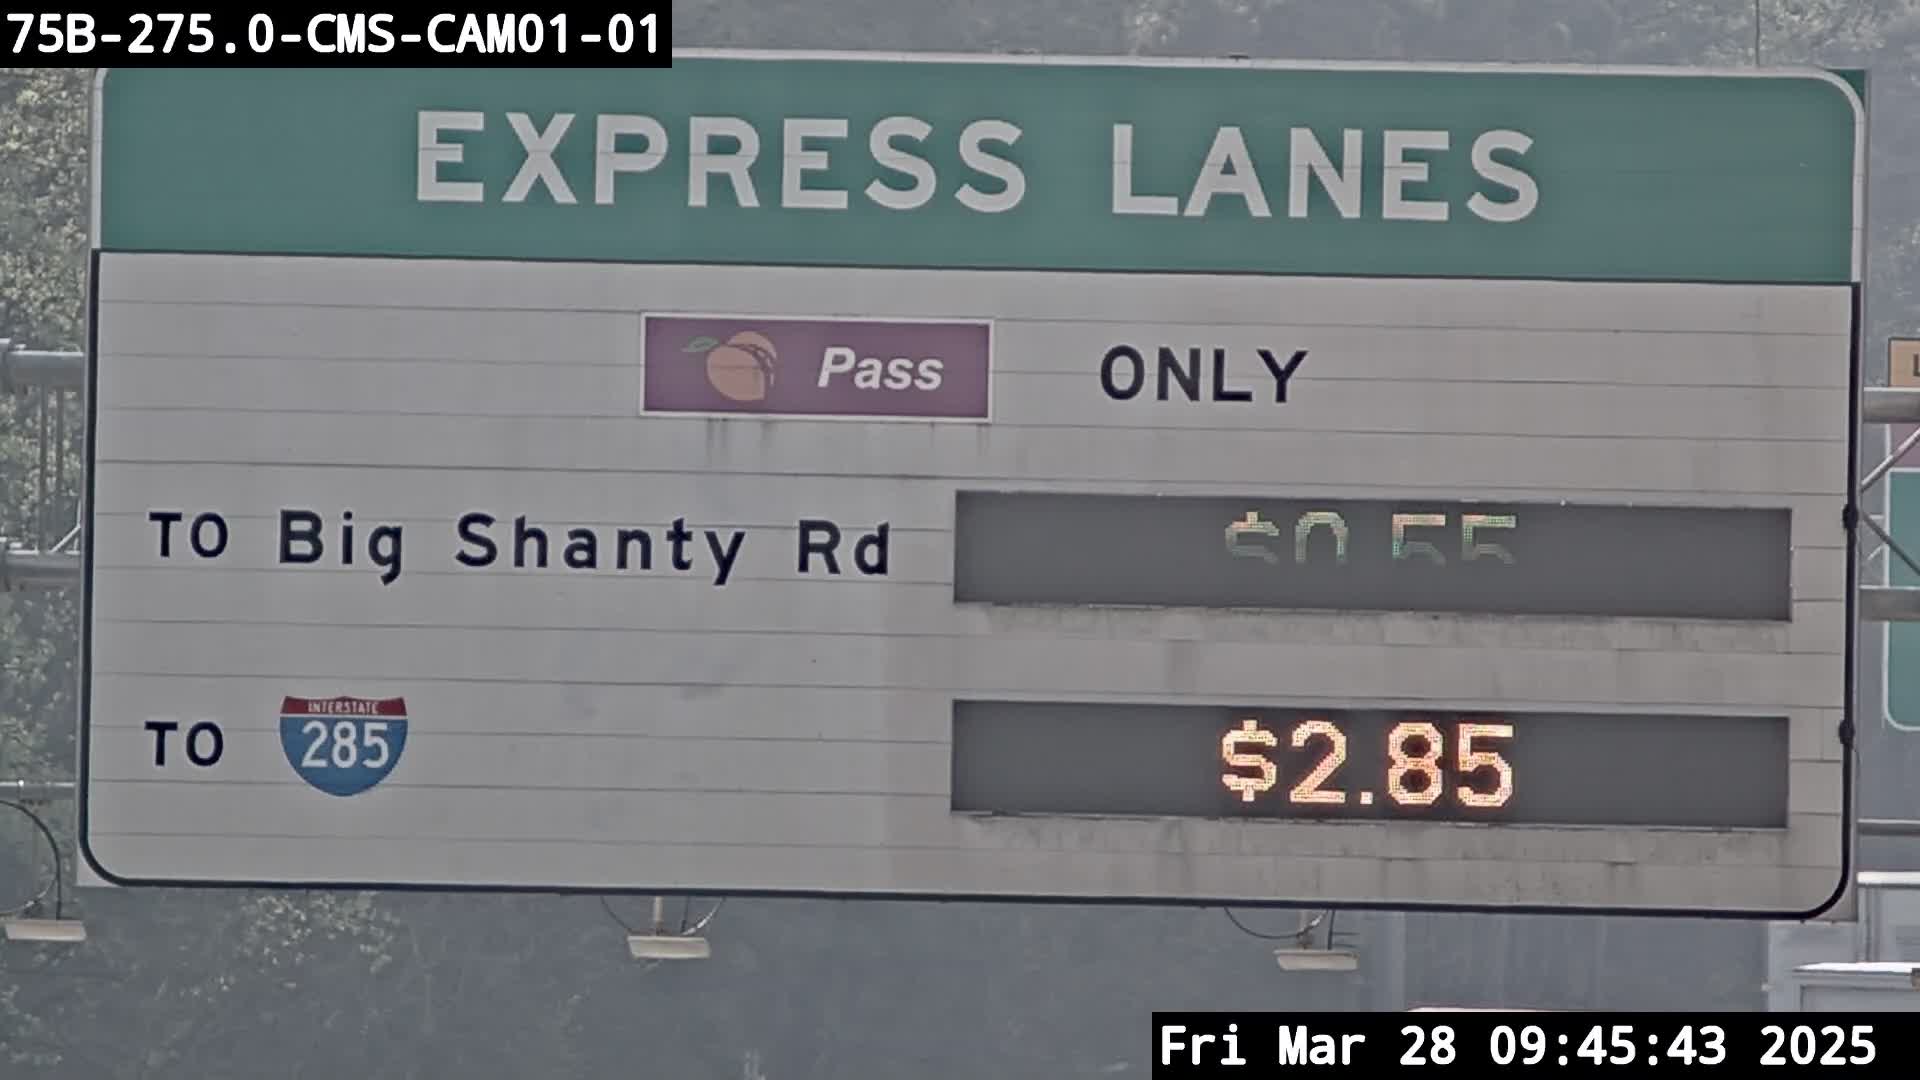 75B-275.0-CMS-CAM01-01
EXPRESS LANES
Pass ONLY
TO Big Shanty Rd
TO INTERSTATE 285 $2.85
Fri Mar 28 09:45:43 2025